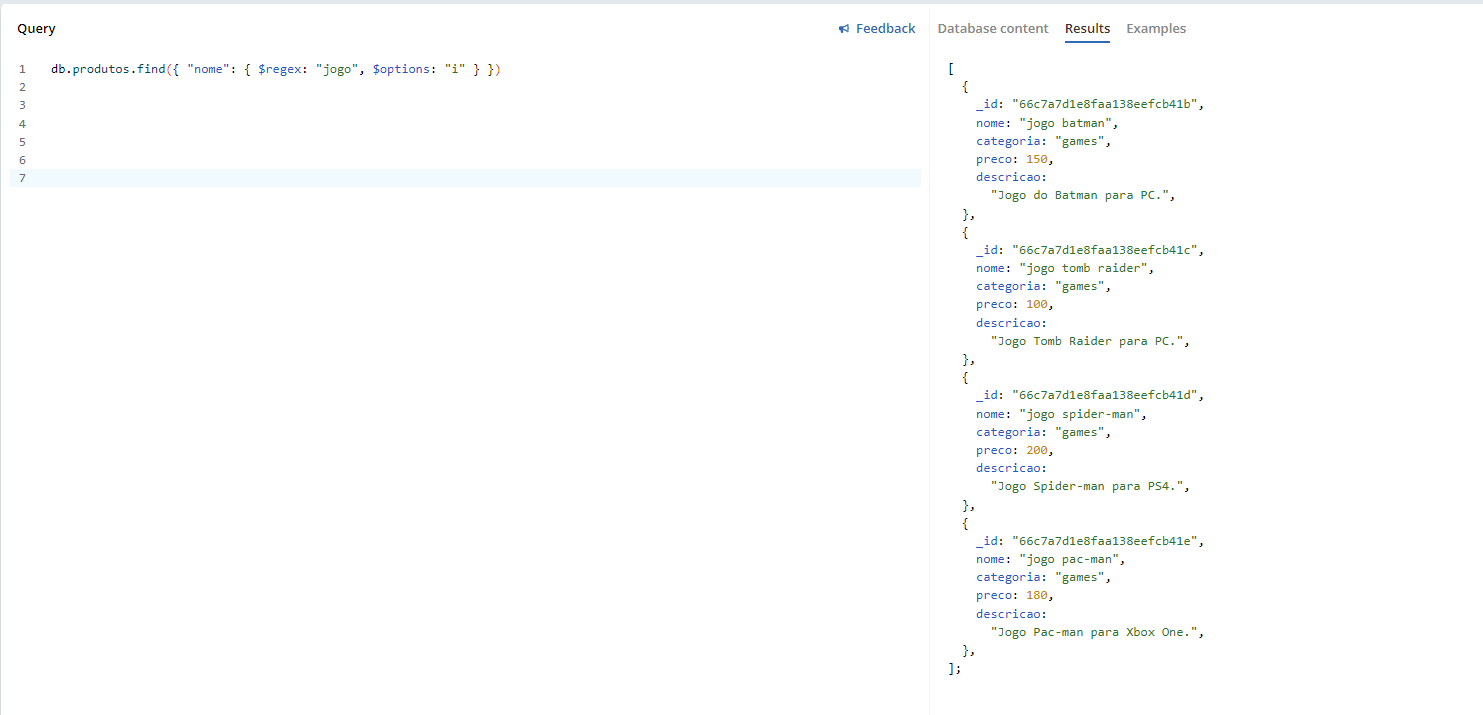 Query
Feedback
1 db.produtos.find({ "nome": { $regex: "jogo", $options: "i" } })
2
3
4
5
6
7
Database content Results Examples
[
{
_id: "66c7a7d1e8faa138eefcb41b",
nome: "jogo batman",
categoria: "games",
preco: 150,
descricao:
"Jogo do Batman para PC.",
},
{
_id: "66c7a7d1e8faa138eefcb41c",
nome: "jogo tomb raider",
categoria: "games",
preco: 100,
descricao:
"Jogo Tomb Raider para PC.",
},
{
_id: "66c7a7d1e8faa138eefcb41d",
nome: "jogo spider-man",
categoria: "games",
preco: 200,
descricao:
"Jogo Spider-man para PS4.",
},
{
_id: "66c7a7d1e8faa138eefcb41e",
nome: "jogo pac-man",
categoria: "games",
preco: 180,
descricao:
"Jogo Pac-man para Xbox One.",
},
];